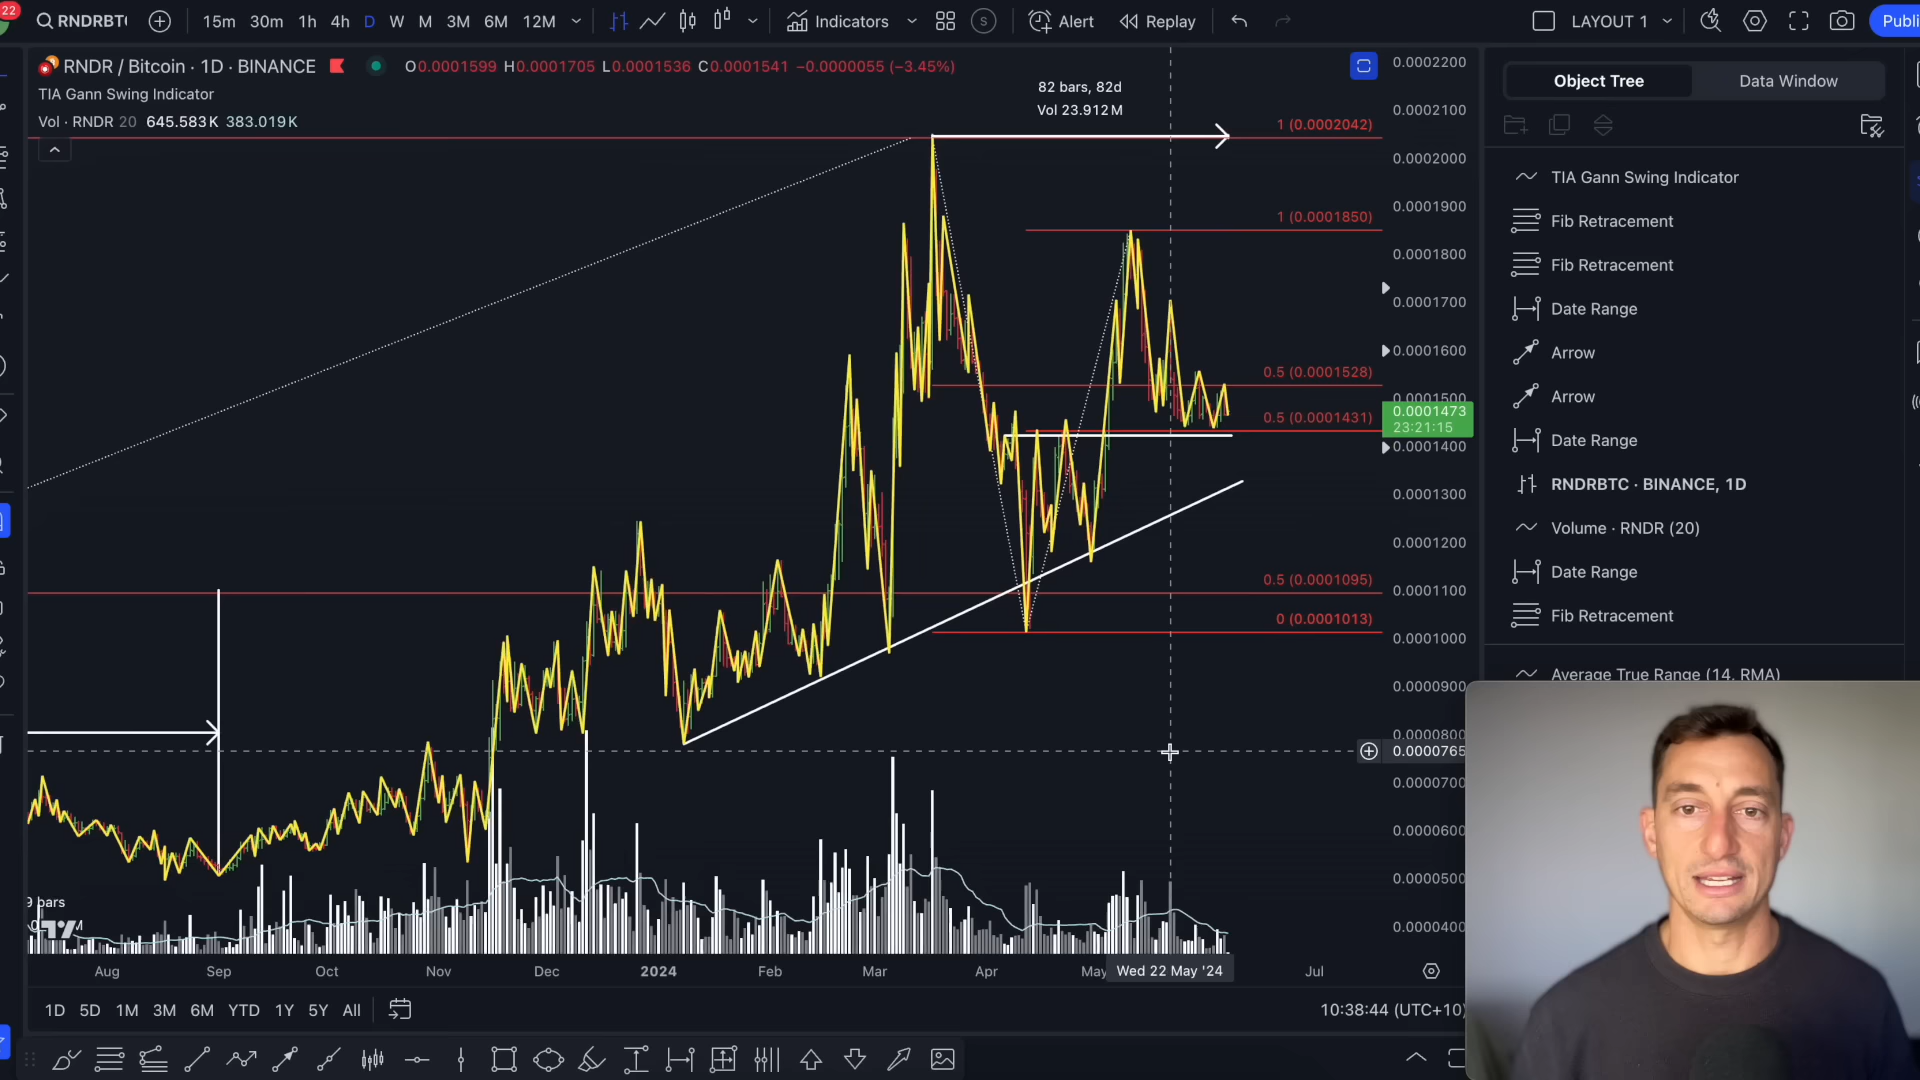 22
RNDRBTC
15m 30m 1h 4h D W M 3M 6M 12M
Indicators
S
Alert
Replay
LAYOUT 1
Publi
RNDR / Bitcoin · 1D · BINANCE
O0.0001599 H0.0001705 L0.0001536 C0.0001541 −0.0000055 (−3.45%)
TIA Gann Swing Indicator
Vol · RNDR 20 645.583K 383.019K
82 bars, 82d
Vol 23.912M
1 (0.0002042)
1 (0.0001850)
0.5 (0.0001528)
0.5 (0.0001431)
0.5 (0.0001095)
0 (0.0001013)
0.0002200
0.0002100
0.0002000
0.0001900
0.0001800
0.0001700
0.0001600
0.0001500
0.0001473
23:21:15
0.0001400
0.0001300
0.0001200
0.0001100
0.0001000
0.0000900
0.0000800
0.0000765
0.0000700
0.0000600
0.0000500
0.0000400
9 bars
Aug Sep Oct Nov Dec 2024 Feb Mar Apr May Wed 22 May '24 Jul
1D 5D 1M 3M 6M YTD 1Y 5Y All
10:38:44 (UTC+10)
Object Tree
Data Window
TIA Gann Swing Indicator
Fib Retracement
Fib Retracement
Date Range
Arrow
Arrow
Date Range
RNDRBTC · BINANCE, 1D
Volume · RNDR (20)
Date Range
Fib Retracement
Average True Range (14, RMA)